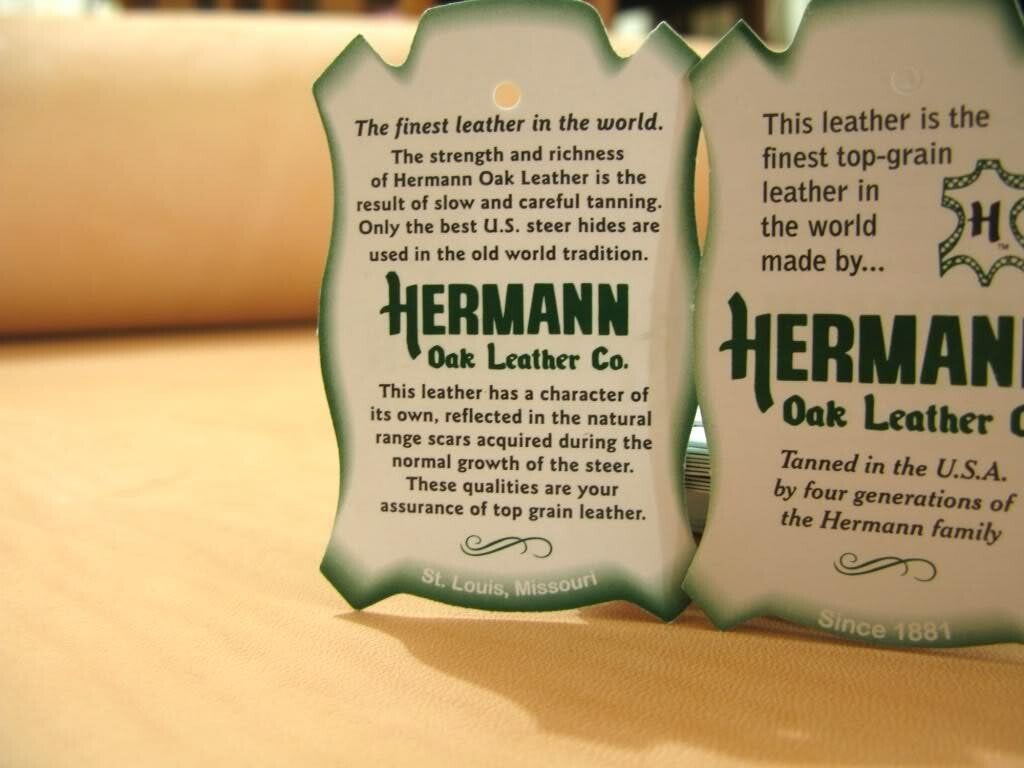 The finest leather in the world.
The strength and richness
of Hermann Oak Leather is the
result of slow and careful tanning.
Only the best U.S. steer hides are
used in the old world tradition.
HERMANN
Oak Leather Co.
This leather has a character of
its own, reflected in the natural
range scars acquired during the
normal growth of the steer.
These qualities are your
assurance of top grain leather.
St. Louis, Missouri
This leather is the
finest top-grain
leather in
the world
made by...
H
TM
HERMAN
Oak Leather C
Tanned in the U.S.A.
by four generations of
the Hermann family
Since 1881